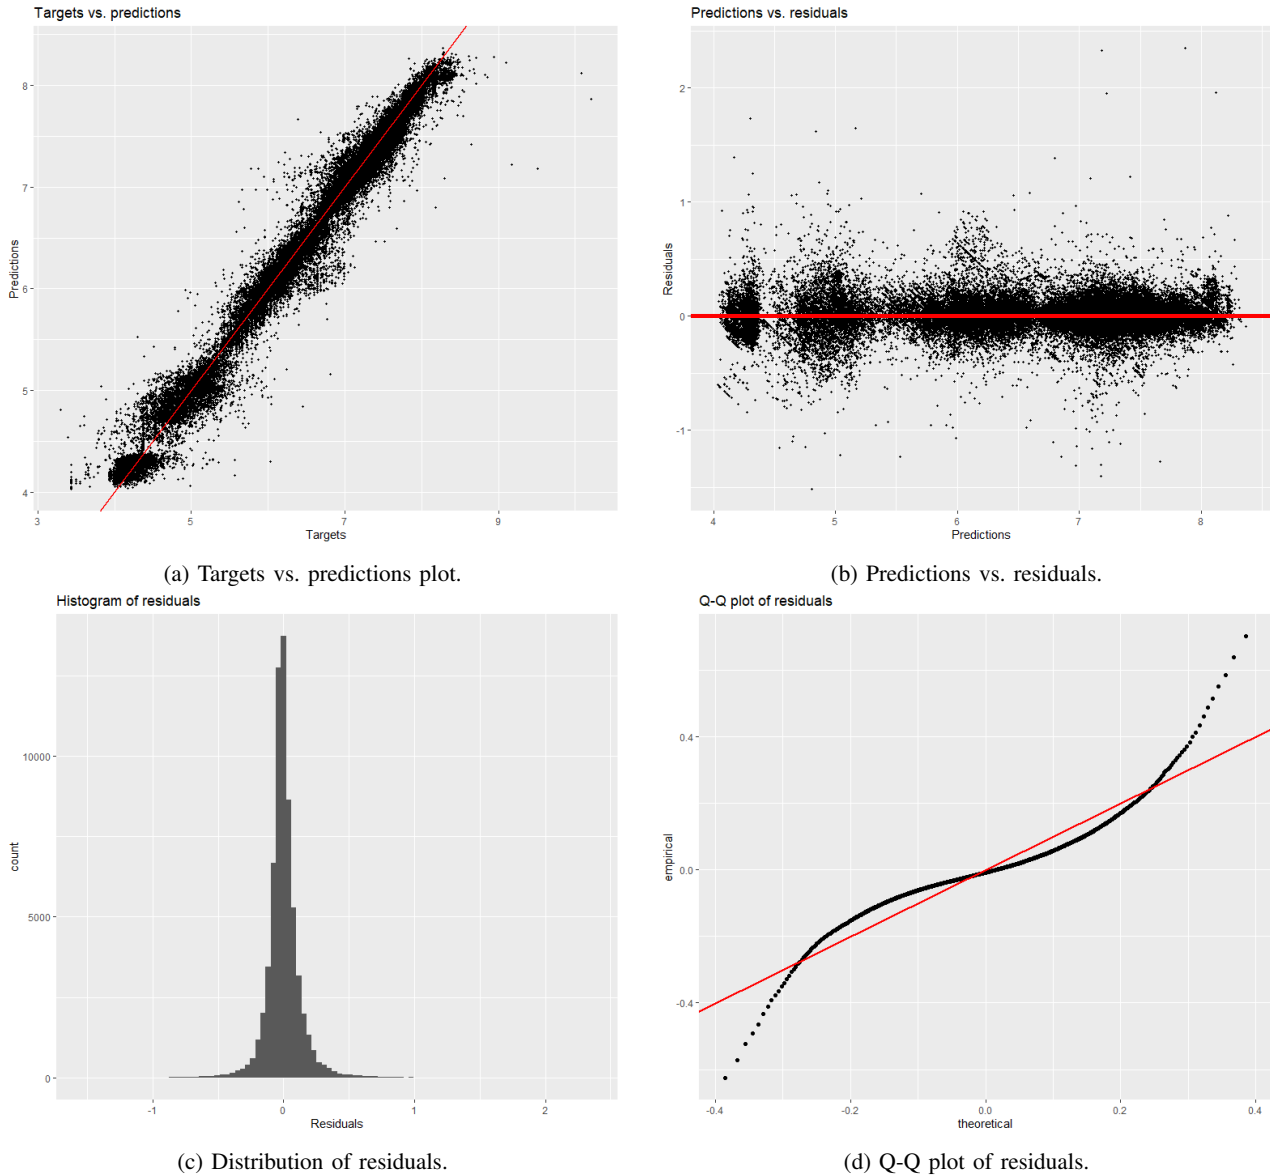 Targets vs. predictions
Predictions
8
7
6
5
4
3
5
7
9
Targets
(a) Targets vs. predictions plot.
Predictions vs. residuals
Residuals
2
1
0
-1
4
5
6
7
8
Predictions
(b) Predictions vs. residuals.
Histogram of residuals
count
10000
5000
0
-1
0
1
2
Residuals
(c) Distribution of residuals.
Q-Q plot of residuals
empirical
0.4
0.0
-0.4
-0.4
-0.2
0.0
0.2
0.4
theoretical
(d) Q-Q plot of residuals.